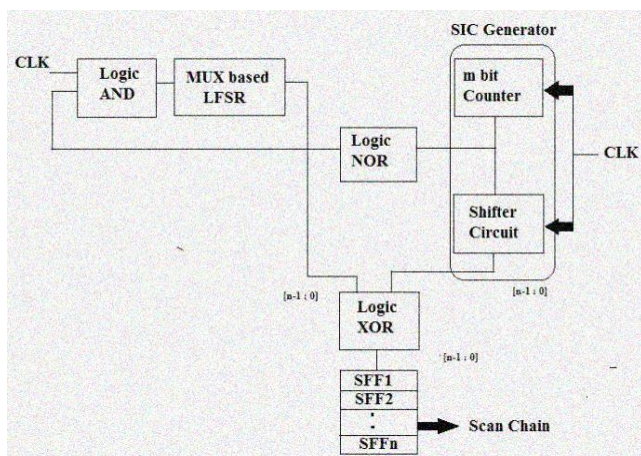 SIC Generator
CLK
Logic
AND
MUX based
LFSR
m bit
Counter
Logic
NOR
CLK
Shifter
Circuit
[n-1 : 0]
[n-1 : 0]
Logic
XOR
[n-1 : 0]
SFF1
SFF2
:
SFFn
Scan Chain